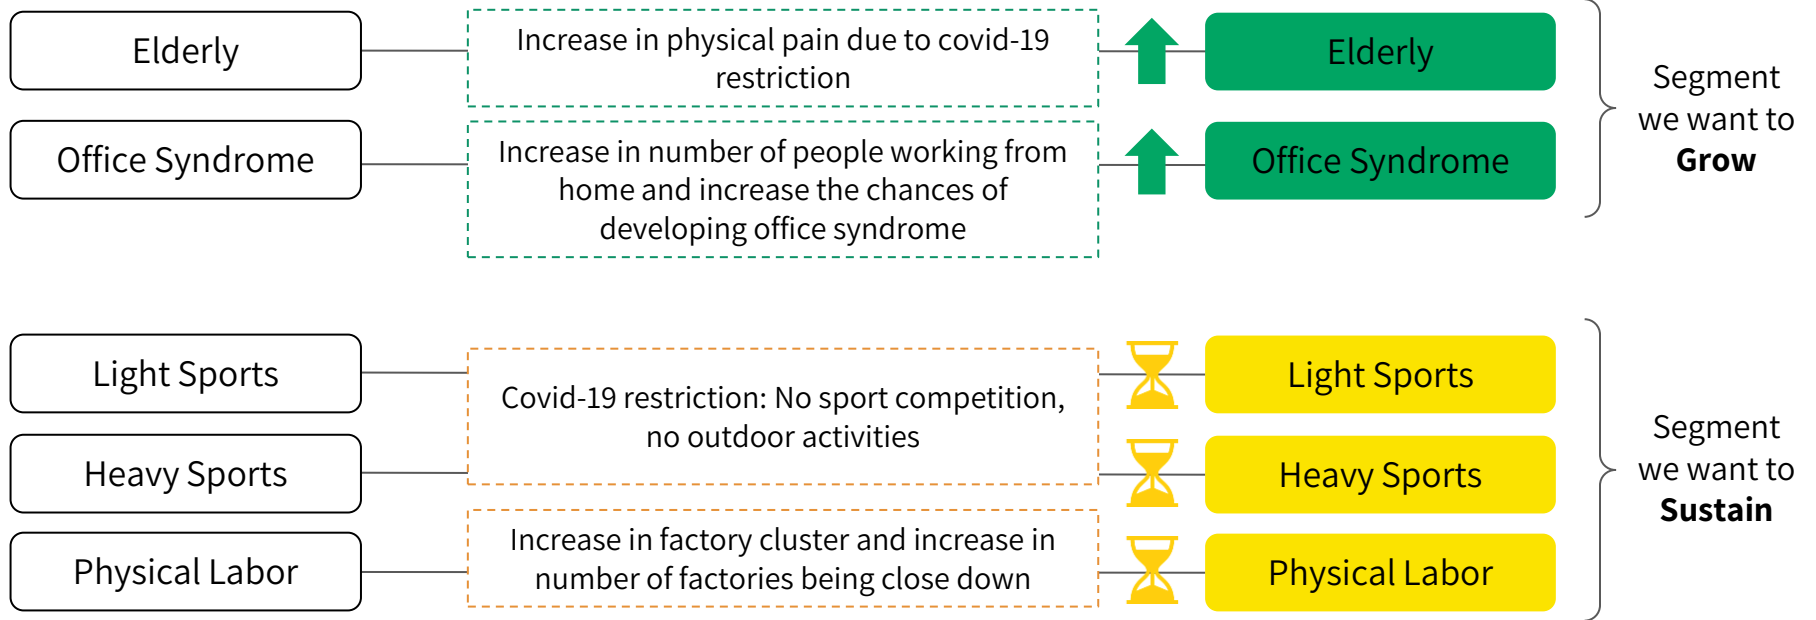 Elderly
Increase in physical pain due to covid-19
restriction
Elderly
Office Syndrome
Increase in number of people working from
home and increase the chances of
developing office syndrome
Office Syndrome
Segment
we want to
Grow
Light Sports
Heavy Sports
Covid-19 restriction: No sport competition,
no outdoor activities
Light Sports
Heavy Sports
Physical Labor
Increase in factory cluster and increase in
number of factories being close down
Physical Labor
Segment
we want to
Sustain